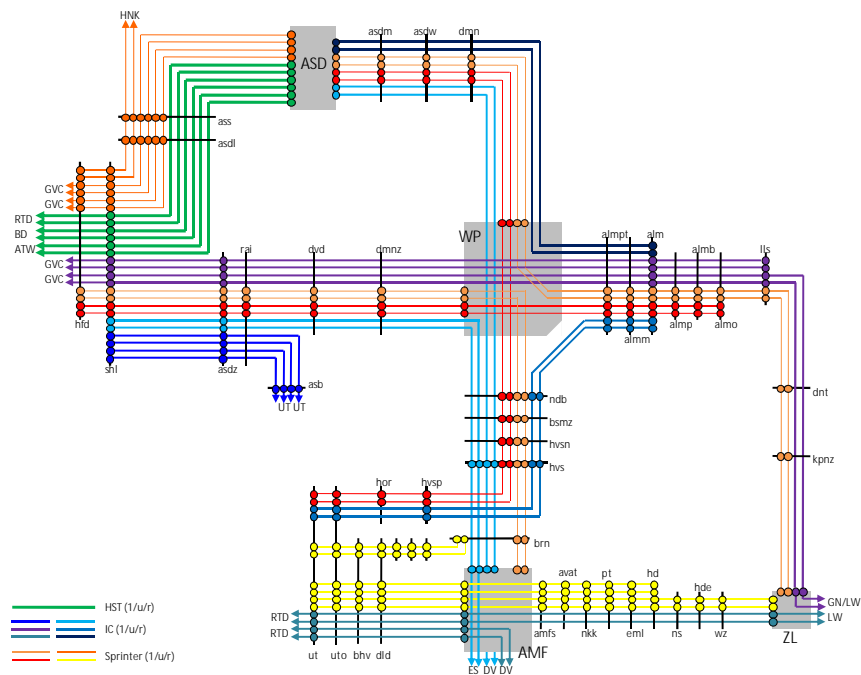 HNK
ASD
asdm
asdw
dmn
ass
asdl
GVC
GVC
RTD
BD
ATW
GVC
GVC
rai
dvd
dmnz
WP
almpt
alm
almb
lls
hfd
shl
asdz
almm
almp
almo
asb
UT UT
ndb
bsmz
hvsn
hvs
dnt
kpnz
hor
hvsp
brn
avat
pt
hd
hde
HST (1/u/r)
IC (1/u/r)
Sprinter (1/u/r)
RTD
RTD
ut
uto
bhv
dld
AMF
ES
DV
DV
amfs
nkk
eml
ns
wz
ZL
GN/LW
LW